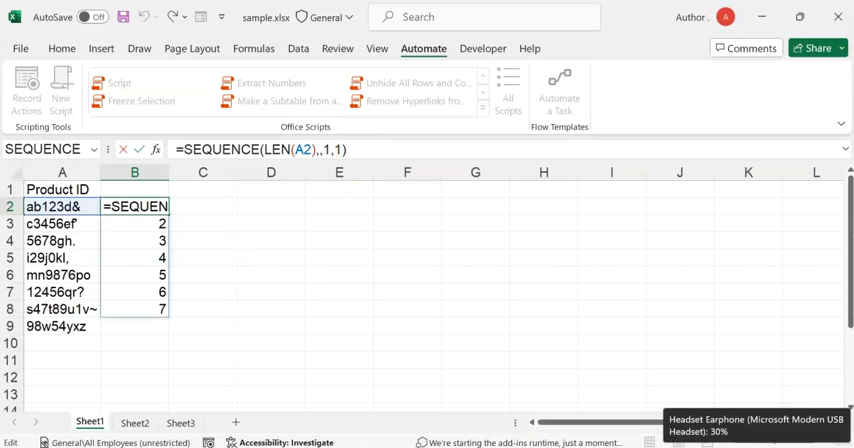 AutoSave Off sample.xlsx General Search Author . A
File Home Insert Draw Page Layout Formulas Data Review View Automate Developer Help Comments Share
Record Actions
New Script
Script
Freeze Selection
Extract Numbers
Make a Subtable from a...
Unhide All Rows and Co...
Remove Hyperlinks fro...
All Scripts
Automate a Task
Scripting Tools Office Scripts Flow Templates
SEQUENCE fx =SEQUENCE(LEN(A2),,1,1)
A B C D E F G H I J K L
1 Product ID
2 ab123d& =SEQUEN
3 c3456ef' 2
4 5678gh. 3
5 i29j0kl, 4
6 mn9876po 5
7 12456qr? 6
8 s47t89u1v~ 7
9 98w54yxz
10
11
12
13
14
Sheet1 Sheet2 Sheet3 +
Headset Earphone (Microsoft Modern USB
Headset): 30%
Edit General\All Employees (unrestricted) Accessibility: Investigate We're starting the add-ins runtime, just a moment...